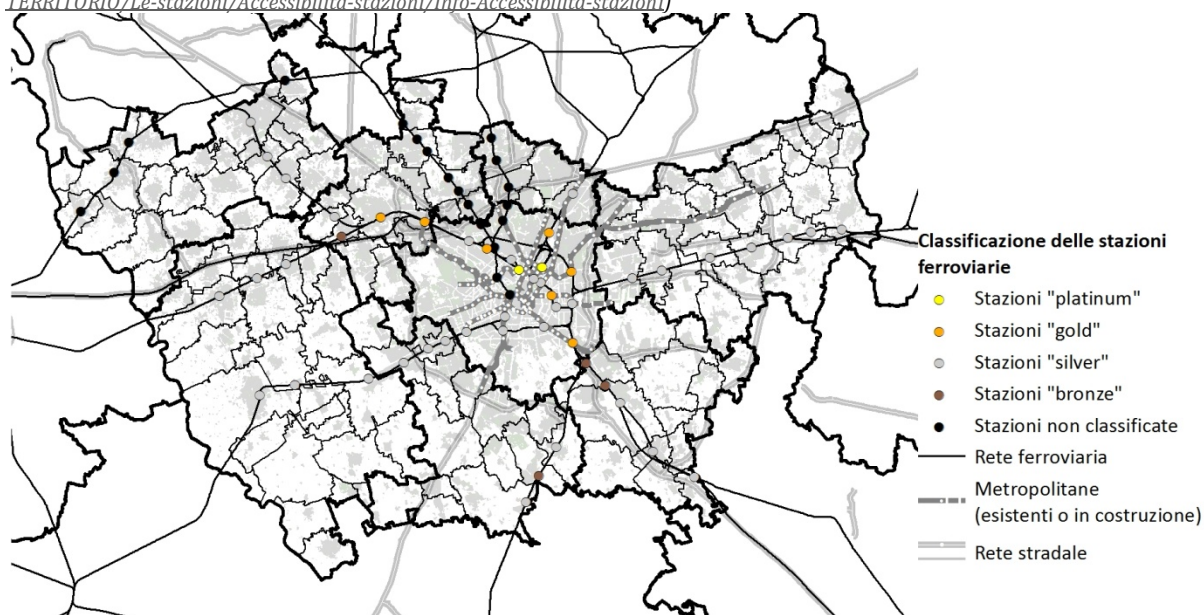 TERRITORIO/Le-stazioni/Accessibilita-stazioni/Info-Accessibilita-stazioni)
Classificazione delle stazioni
ferroviarie
Stazioni "platinum"
Stazioni "gold"
Stazioni "silver"
Stazioni "bronze"
Stazioni non classificate
Rete ferroviaria
Metropolitane
(esistenti o in costruzione)
Rete stradale